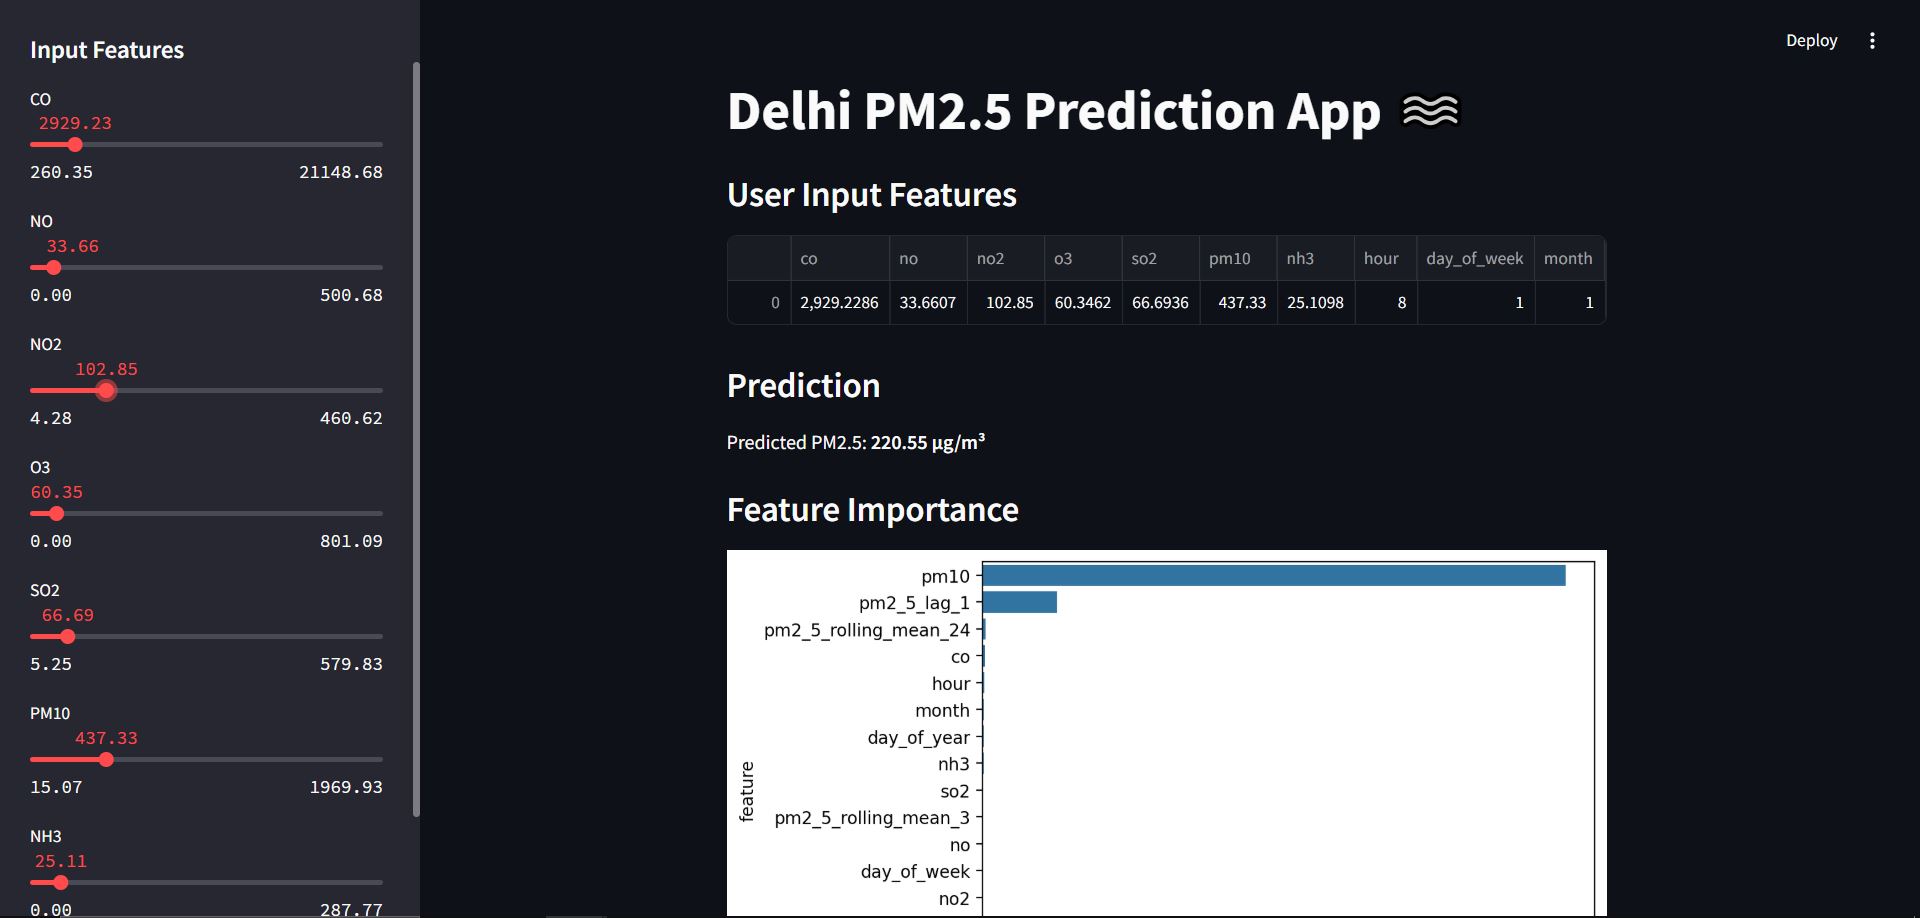 Input Features
CO
2929.23
260.35 21148.68
NO
33.66
0.00 500.68
NO2
102.85
4.28 460.62
O3
60.35
0.00 801.09
SO2
66.69
5.25 579.83
PM10
437.33
15.07 1969.93
NH3
25.11
0.00 287.77
Deploy
Delhi PM2.5 Prediction App
User Input Features
co no no2 o3 so2 pm10 nh3 hour day_of_week month
0 2,929.2286 33.6607 102.85 60.3462 66.6936 437.33 25.1098 8 1 1
Prediction
Predicted PM2.5: 220.55 µg/m³
Feature Importance
pm10
pm2_5_lag_1
pm2_5_rolling_mean_24
co
hour
month
day_of_year
nh3
so2
pm2_5_rolling_mean_3
no
day_of_week
no2
feature